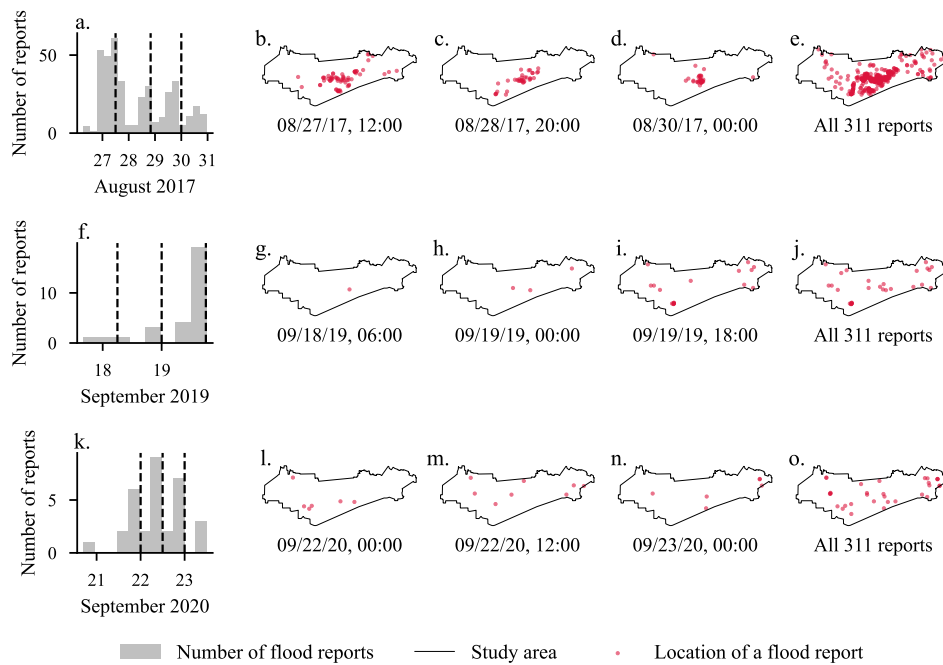 a.
b.
c.
d.
e.
Number of reports
50
0
27 28 29 30 31
August 2017
08/27/17, 12:00
08/28/17, 20:00
08/30/17, 00:00
All 311 reports
f.
g.
h.
i.
j.
Number of reports
10
0
18 19
September 2019
09/18/19, 06:00
09/19/19, 00:00
09/19/19, 18:00
All 311 reports
k.
l.
m.
n.
o.
Number of reports
5
0
21 22 23
September 2020
09/22/20, 00:00
09/22/20, 12:00
09/23/20, 00:00
All 311 reports
Number of flood reports
Study area
Location of a flood report